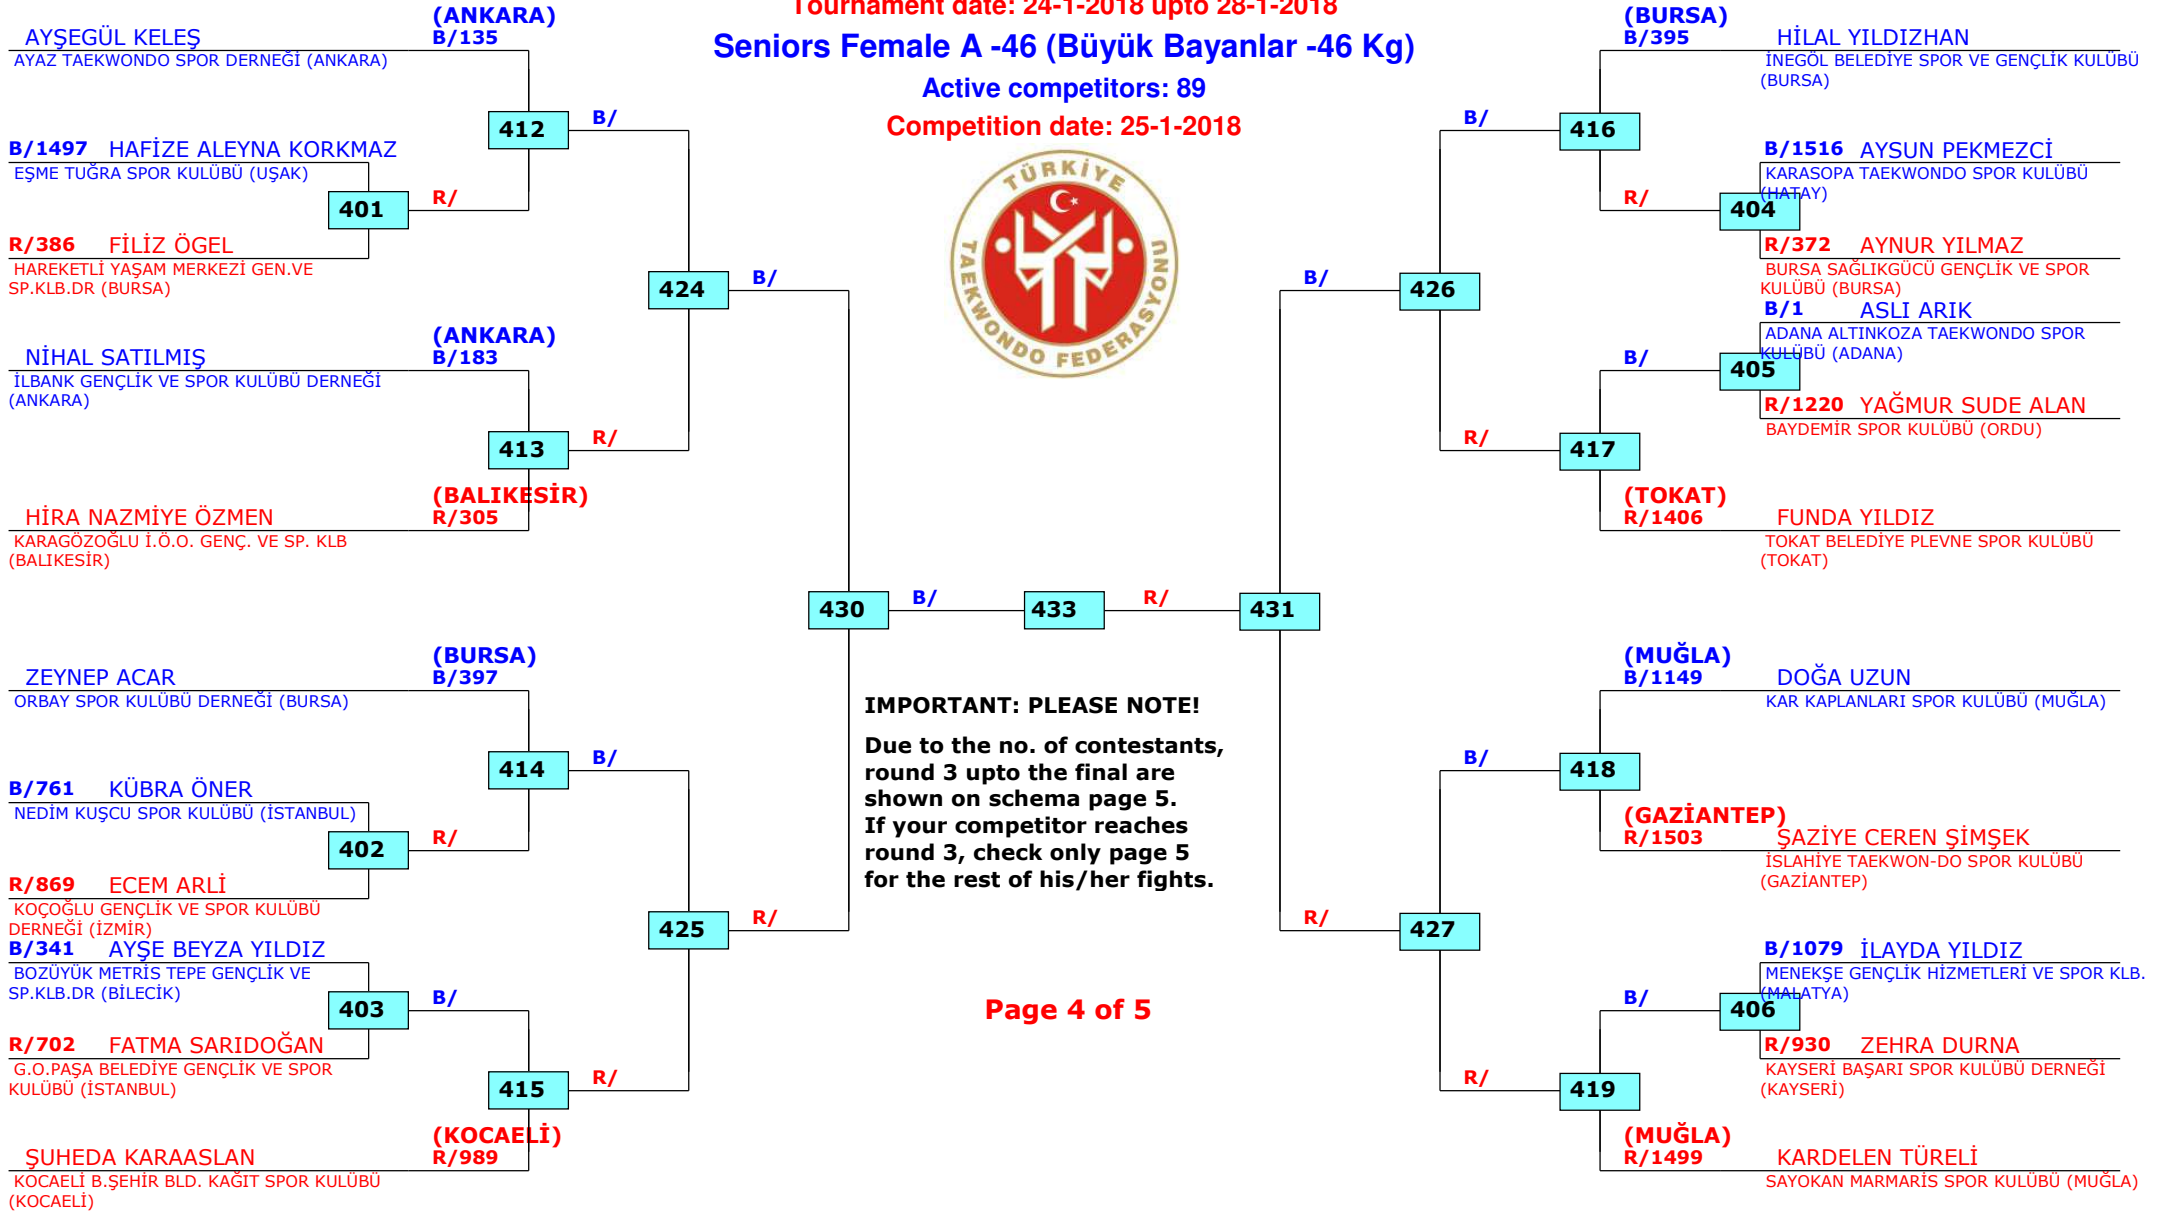 Tournament date: 24-1-2018 upto 28-1-2018
Seniors Female A -46 (Büyük Bayanlar -46 Kg)
Active competitors: 89
Competition date: 25-1-2018
TÜRKİYE
TAEKWONDO FEDERASYONU
(ANKARA)
AYŞEGÜL KELEŞ B/135
AYAZ TAEKWONDO SPOR DERNEĞİ (ANKARA)
412 B/
B/1497 HAFİZE ALEYNA KORKMAZ
EŞME TUĞRA SPOR KULÜBÜ (UŞAK)
401 R/
R/386 FİLİZ ÖGEL
HAREKETLİ YAŞAM MERKEZİ GEN.VE
SP.KLB.DR (BURSA)
424 B/
(ANKARA)
NİHAL SATILMIŞ B/183
İLBANK GENÇLİK VE SPOR KULÜBÜ DERNEĞİ
(ANKARA)
413 R/
(BALIKESİR)
HİRA NAZMİYE ÖZMEN R/305
KARAGÖZOĞLU İ.Ö.O. GENÇ. VE SP. KLB
(BALIKESİR)
430 B/ 433 R/ 431
(BURSA)
ZEYNEP ACAR B/397
ORBAY SPOR KULÜBÜ DERNEĞİ (BURSA)
414 B/
B/761 KÜBRA ÖNER
NEDİM KUŞCU SPOR KULÜBÜ (İSTANBUL)
402 R/
R/869 ECEM ARLİ
KOÇOĞLU GENÇLİK VE SPOR KULÜBÜ
DERNEĞİ (İZMİR)
425 R/
B/341 AYŞE BEYZA YILDIZ
BOZÜYÜK METRİS TEPE GENÇLİK VE
SP.KLB.DR (BİLECİK)
403 B/
R/702 FATMA SARIDOĞAN
G.O.PAŞA BELEDİYE GENÇLİK VE SPOR
KULÜBÜ (İSTANBUL)
415 R/
(KOCAELİ)
ŞUHEDA KARAASLAN R/989
KOCAELİ B.ŞEHİR BLD. KAĞIT SPOR KULÜBÜ
(KOCAELİ)
IMPORTANT: PLEASE NOTE!
Due to the no. of contestants,
round 3 upto the final are
shown on schema page 5.
If your competitor reaches
round 3, check only page 5
for the rest of his/her fights.
Page 4 of 5
(BURSA)
B/395 HİLAL YILDIZHAN
İNEGÖL BELEDİYE SPOR VE GENÇLİK KULÜBÜ
(BURSA)
B/ 416
B/1516 AYSUN PEKMEZCİ
KARASOPA TAEKWONDO SPOR KULÜBÜ
(HATAY)
R/ 404
R/372 AYNUR YILMAZ
BURSA SAĞLIKGÜCÜ GENÇLİK VE SPOR
KULÜBÜ (BURSA)
B/ 426
B/1 ASLI ARIK
ADANA ALTINKOZA TAEKWONDO SPOR
KULÜBÜ (ADANA)
B/ 405
R/1220 YAĞMUR SUDE ALAN
BAYDEMİR SPOR KULÜBÜ (ORDU)
R/ 417
(TOKAT)
R/1406 FUNDA YILDIZ
TOKAT BELEDİYE PLEVNE SPOR KULÜBÜ
(TOKAT)
(MUĞLA)
B/1149 DOĞA UZUN
KAR KAPLANLARI SPOR KULÜBÜ (MUĞLA)
B/ 418
(GAZİANTEP)
R/1503 ŞAZİYE CEREN ŞİMŞEK
İSLAHİYE TAEKWON-DO SPOR KULÜBÜ
(GAZİANTEP)
R/ 427
B/1079 İLAYDA YILDIZ
MENEKŞE GENÇLİK HİZMETLERİ VE SPOR KLB.
(MALATYA)
B/ 406
R/930 ZEHRA DURNA
KAYSERİ BAŞARI SPOR KULÜBÜ DERNEĞİ
(KAYSERİ)
R/ 419
(MUĞLA)
R/1499 KARDELEN TÜRELİ
SAYOKAN MARMARİS SPOR KULÜBÜ (MUĞLA)